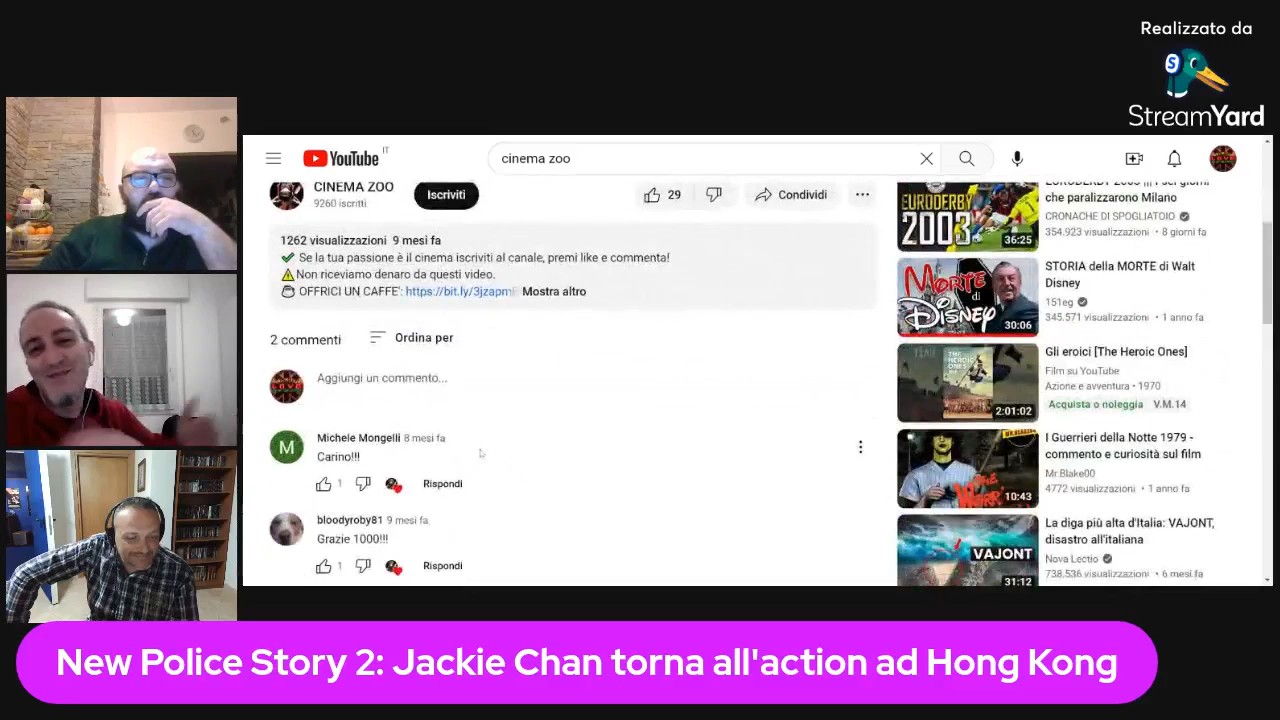 Realizzato da
StreamYard
YouTube IT
cinema zoo
CINEMA ZOO
9260 iscritti
Iscriviti
29
Condividi
1262 visualizzazioni 9 mesi fa
Se la tua passione è il cinema iscriviti al canale, premi like e commenta!
Non riceviamo denaro da questi video.
OFFRICI UN CAFFE': https://bit.ly/3jzapm
Mostra altro
2 commenti
Ordina per
Aggiungi un commento...
Michele Mongelli 8 mesi fa
Carino!!!
1
Rispondi
bloodyroby81 9 mesi fa
Grazie 1000!!!
1
Rispondi
EURODERBY
2003
36:25
EURODERBY 2003 ||| I sei giorni
che paralizzarono Milano
CRONACHE DI SPOGLIATOIO
354.923 visualizzazioni • 8 giorni fa
MORTE
di
DISNEY
30:06
STORIA della MORTE di Walt
Disney
151eg
345.571 visualizzazioni • 1 anno fa
THE
HEROIC
ONES
2:01:02
Gli eroici [The Heroic Ones]
Film su YouTube
Azione e avventura • 1970
Acquista o noleggia V.M.14
10:43
I Guerrieri della Notte 1979 -
commento e curiosità sul film
Mr.Blake00
4772 visualizzazioni • 1 anno fa
VAJONT
31:12
La diga più alta d'Italia: VAJONT,
disastro all'italiana
Nova Lectio
738.536 visualizzazioni • 6 mesi fa
New Police Story 2: Jackie Chan torna all'action ad Hong Kong